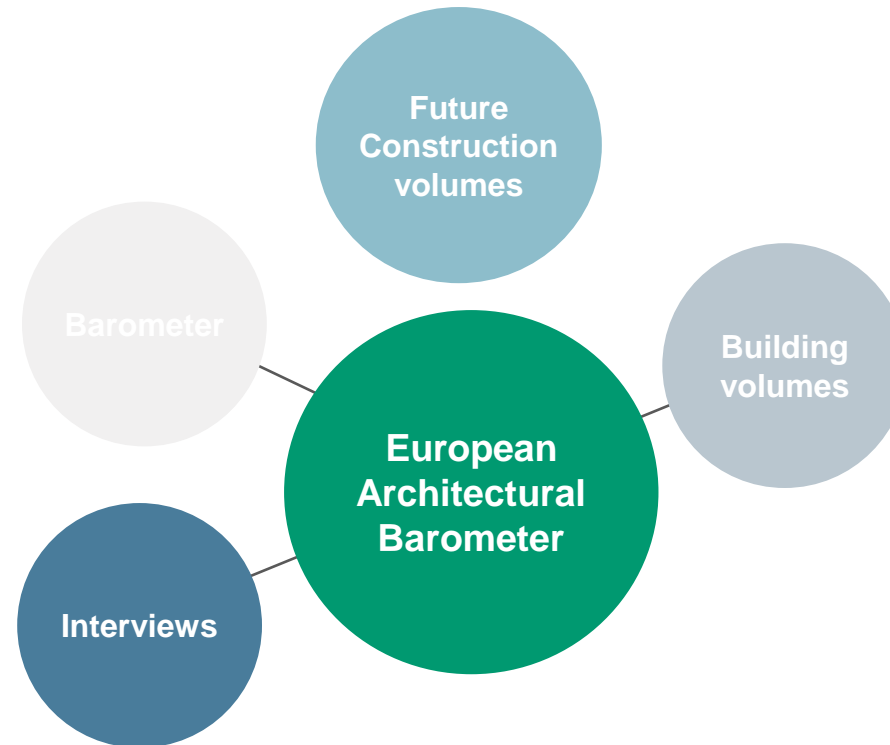 Future
Construction
volumes
Barometer
Building
volumes
European
Architectural
Barometer
Interviews